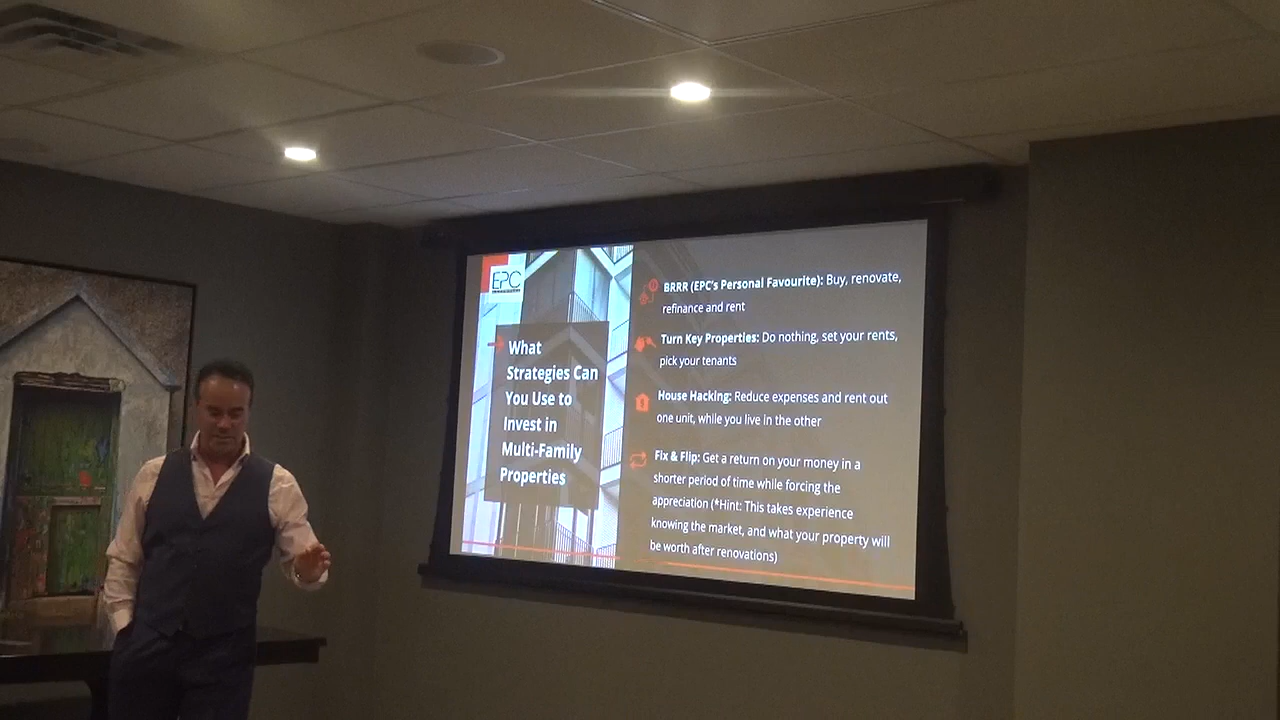 EPC
What
Strategies Can
You Use to
Invest in
Multi-Family
Properties
BRRR (EPC's Personal Favourite): Buy, renovate,
refinance and rent
Turn Key Properties: Do nothing, set your rents,
pick your tenants
House Hacking: Reduce expenses and rent out
one unit, while you live in the other
Fix & Flip: Get a return on your money in a
shorter period of time while forcing the
appreciation (*Hint: This takes experience
knowing the market, and what your property will
be worth after renovations)